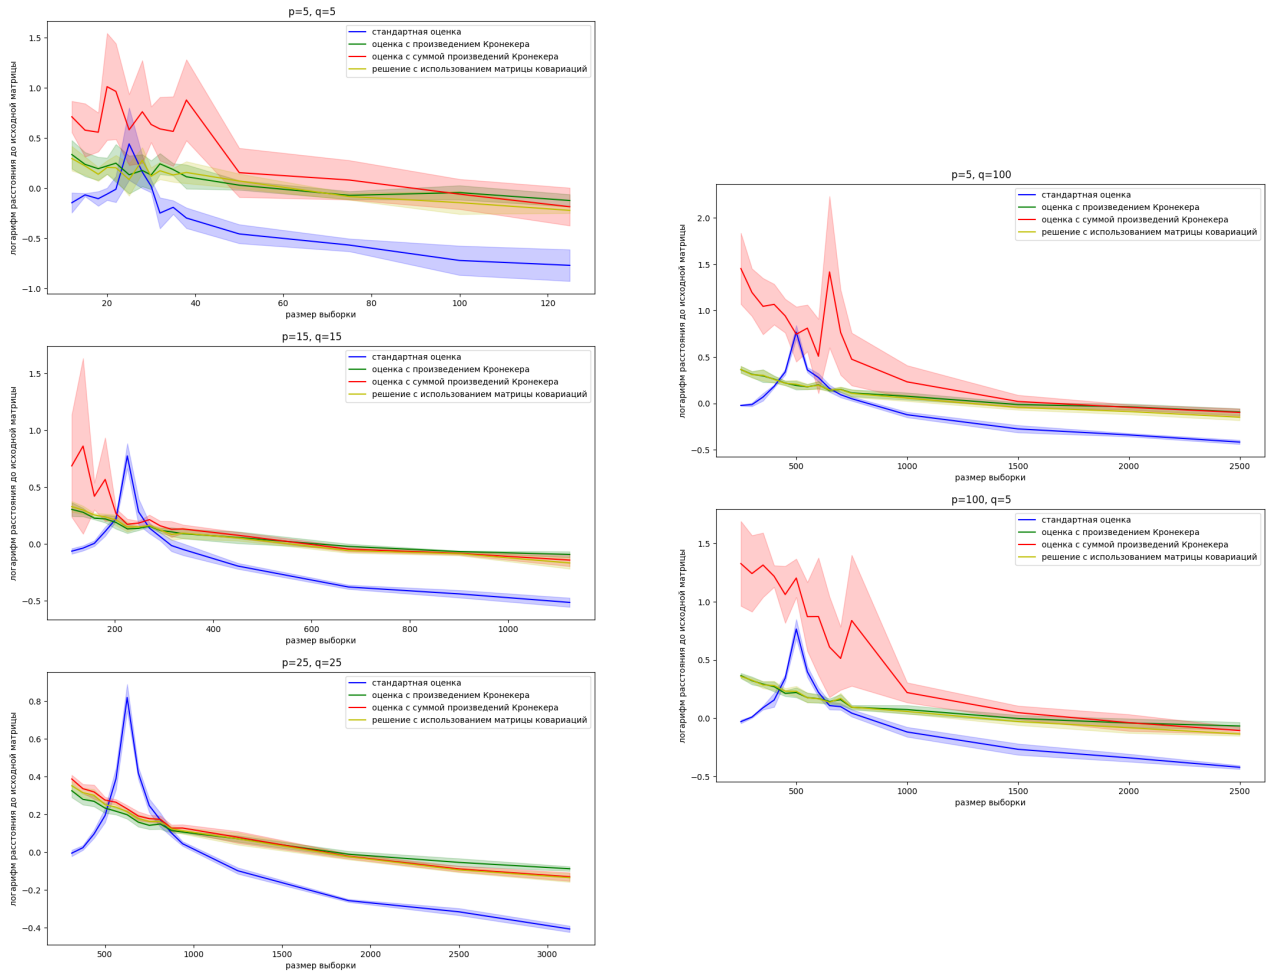 p=5, q=5
логарифм расстояния до исходной матрицы
1.5
1.0
0.5
0.0
−0.5
−1.0
стандартная оценка
оценка с произведением Кронекера
оценка с суммой произведений Кронекера
решение с использованием матрицы ковариаций
20 40 60 80 100 120
размер выборки
p=15, q=15
логарифм расстояния до исходной матрицы
1.5
1.0
0.5
0.0
−0.5
стандартная оценка
оценка с произведением Кронекера
оценка с суммой произведений Кронекера
решение с использованием матрицы ковариаций
200 400 600 800 1000
размер выборки
p=25, q=25
логарифм расстояния до исходной матрицы
0.8
0.6
0.4
0.2
0.0
−0.2
−0.4
стандартная оценка
оценка с произведением Кронекера
оценка с суммой произведений Кронекера
решение с использованием матрицы ковариаций
500 1000 1500 2000 2500 3000
размер выборки
p=5, q=100
логарифм расстояния до исходной матрицы
2.0
1.5
1.0
0.5
0.0
−0.5
стандартная оценка
оценка с произведением Кронекера
оценка с суммой произведений Кронекера
решение с использованием матрицы ковариаций
500 1000 1500 2000 2500
размер выборки
p=100, q=5
логарифм расстояния до исходной матрицы
1.5
1.0
0.5
0.0
−0.5
стандартная оценка
оценка с произведением Кронекера
оценка с суммой произведений Кронекера
решение с использованием матрицы ковариаций
500 1000 1500 2000 2500
размер выборки